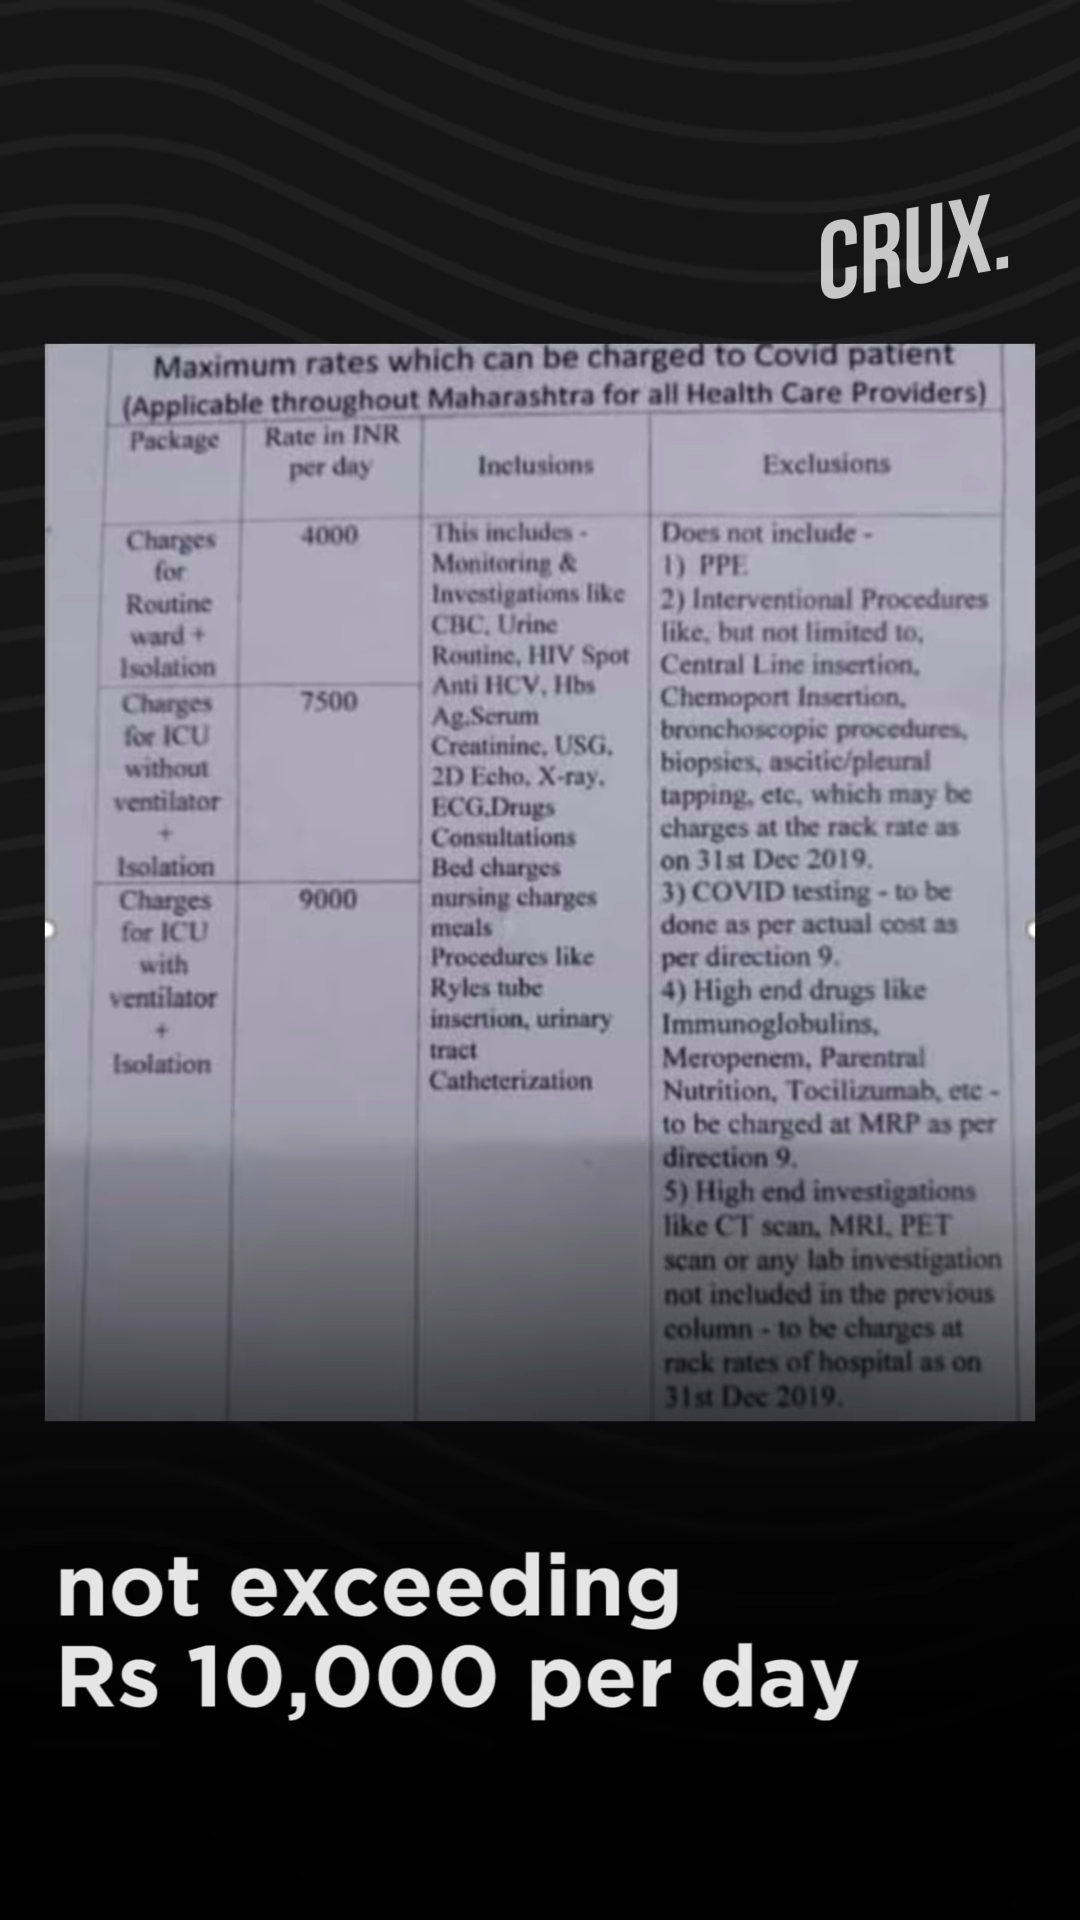 CRUX.
Maximum rates which can be charged to Covid patient
(Applicable throughout Maharashtra for all Health Care Providers)
Package
Rate in INR
per day
Inclusions
Exclusions
Charges
for
Routine
ward +
Isolation
4000
Charges
for ICU
without
ventilator
+
Isolation
7500
Charges
for ICU
with
ventilator
+
Isolation
9000
This includes -
Monitoring &
Investigations like
CBC, Urine
Routine, HIV Spot
Anti HCV, Hbs
Ag,Serum
Creatinine, USG,
2D Echo, X-ray,
ECG,Drugs
Consultations
Bed charges
nursing charges
meals
Procedures like
Ryles tube
insertion, urinary
tract
Catheterization
Does not include -
1) PPE
2) Interventional Procedures
like, but not limited to,
Central Line insertion,
Chemoport Insertion,
bronchoscopic procedures,
biopsies, ascitic/pleural
tapping, etc, which may be
charges at the rack rate as
on 31st Dec 2019.
3) COVID testing - to be
done as per actual cost as
per direction 9.
4) High end drugs like
Immunoglobulins,
Meropenem, Parentral
Nutrition, Tocilizumab, etc -
to be charged at MRP as per
direction 9.
5) High end investigations
like CT scan, MRI, PET
scan or any lab investigation
not included in the previous
column - to be charges at
rack rates of hospital as on
31st Dec 2019.
not exceeding
Rs 10,000 per day